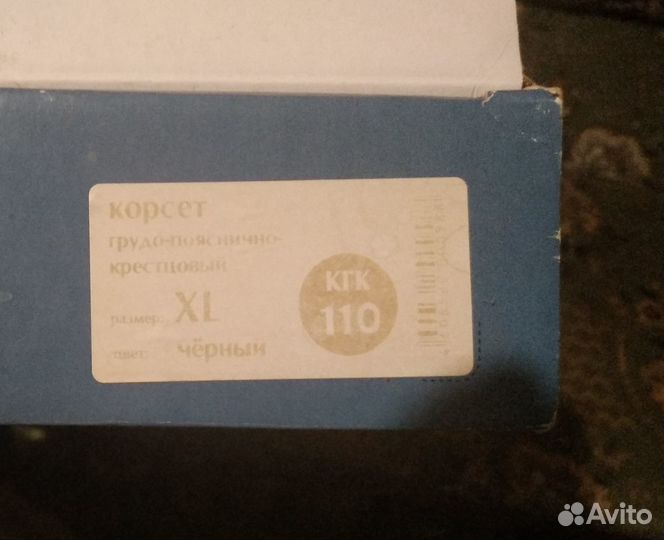 корсет
грудо-пояснично-
крестцовый
размер: XL
цвет: чёрный
КГК
110
Avito